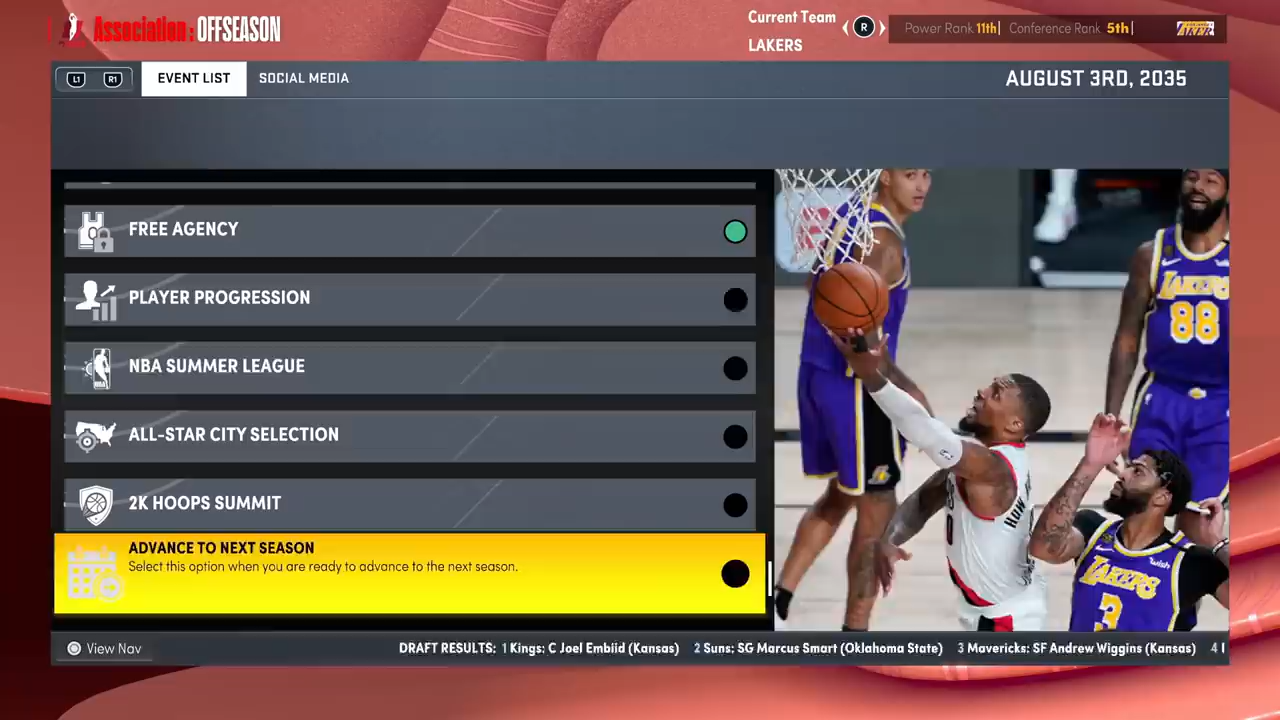 Association: OFFSEASON
Current Team
LAKERS
R
Power Rank 11th| Conference Rank 5th|
L1 R1 EVENT LIST SOCIAL MEDIA
AUGUST 3RD, 2035
FREE AGENCY
PLAYER PROGRESSION
NBA SUMMER LEAGUE
ALL-STAR CITY SELECTION
2K HOOPS SUMMIT
ADVANCE TO NEXT SEASON
Select this option when you are ready to advance to the next season.
LAKERS
88
LAKERS
3
wish
View Nav
DRAFT RESULTS: 1 Kings: C Joel Embiid (Kansas) 2 Suns: SG Marcus Smart (Oklahoma State) 3 Mavericks: SF Andrew Wiggins (Kansas) 4